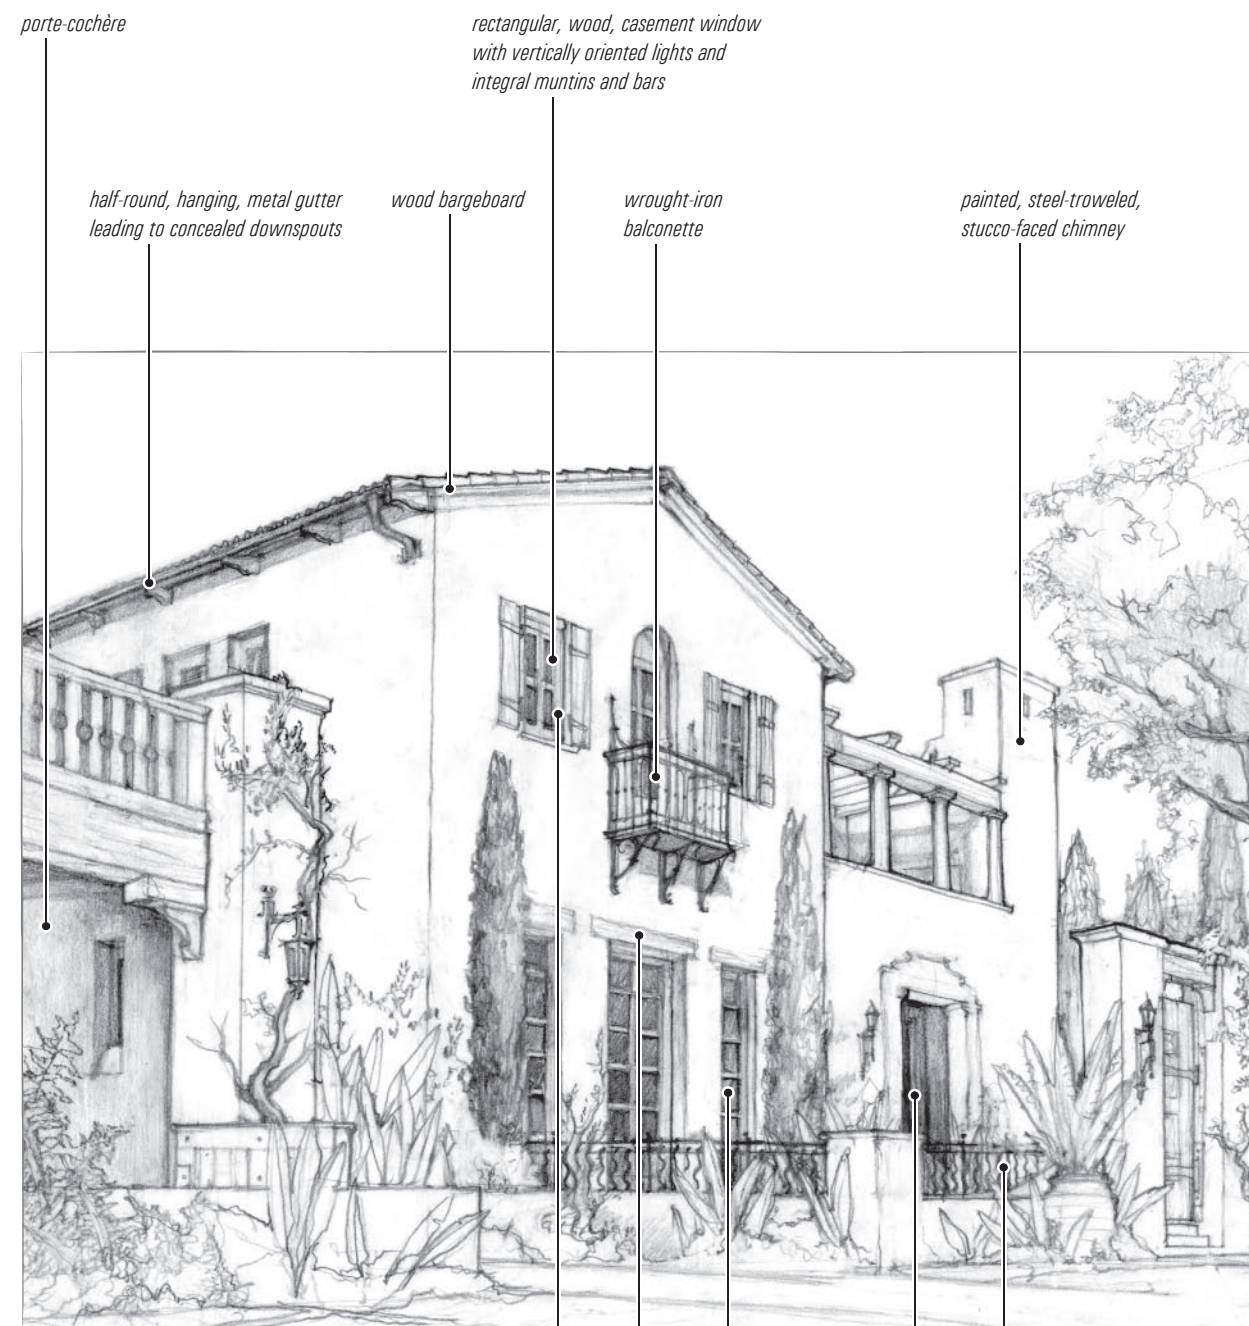 porte-cochère
rectangular, wood, casement window
with vertically oriented lights and
integral muntins and bars
half-round, hanging, metal gutter
leading to concealed downspouts
wood bargeboard
wrought-iron
balconette
painted, steel-troweled,
stucco-faced chimney